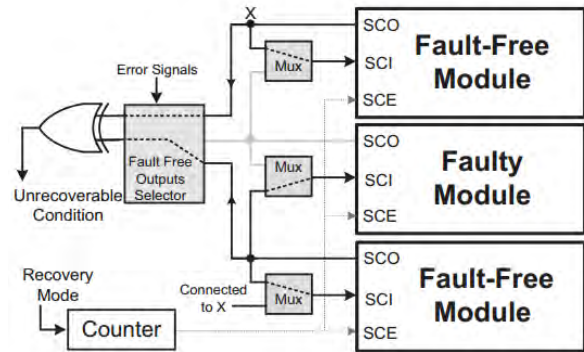 X
SCO
Fault-Free
Module
SCI
SCE
Mux
Error Signals
Fault Free
Outputs
Selector
Unrecoverable
Condition
SCO
Faulty
Module
SCI
SCE
Mux
Recovery
Mode
Counter
Connected
to X
Mux
SCO
Fault-Free
Module
SCI
SCE